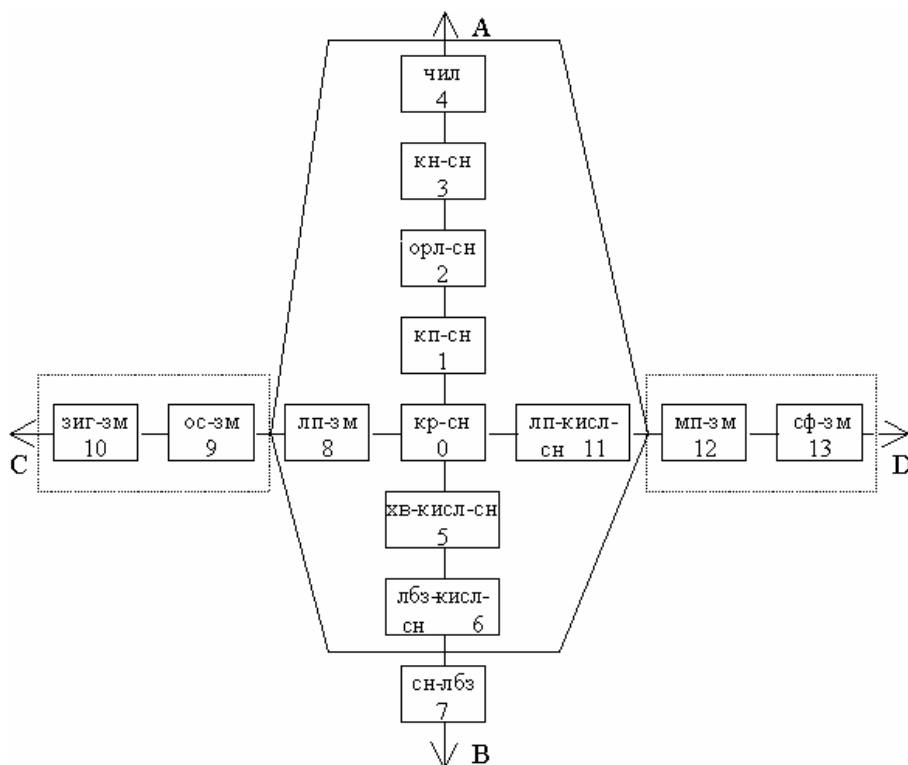 A
чил
4
кн-сн
3
орл-сн
2
кп-сн
1
зиг-зм
10
ос-зм
9
лп-зм
8
кр-сн
0
лп-кисл-
сн 11
мп-зм
12
сф-зм
13
C
D
хв-кисл-сн
5
лбз-кисл-
сн 6
сн-лбз
7
B